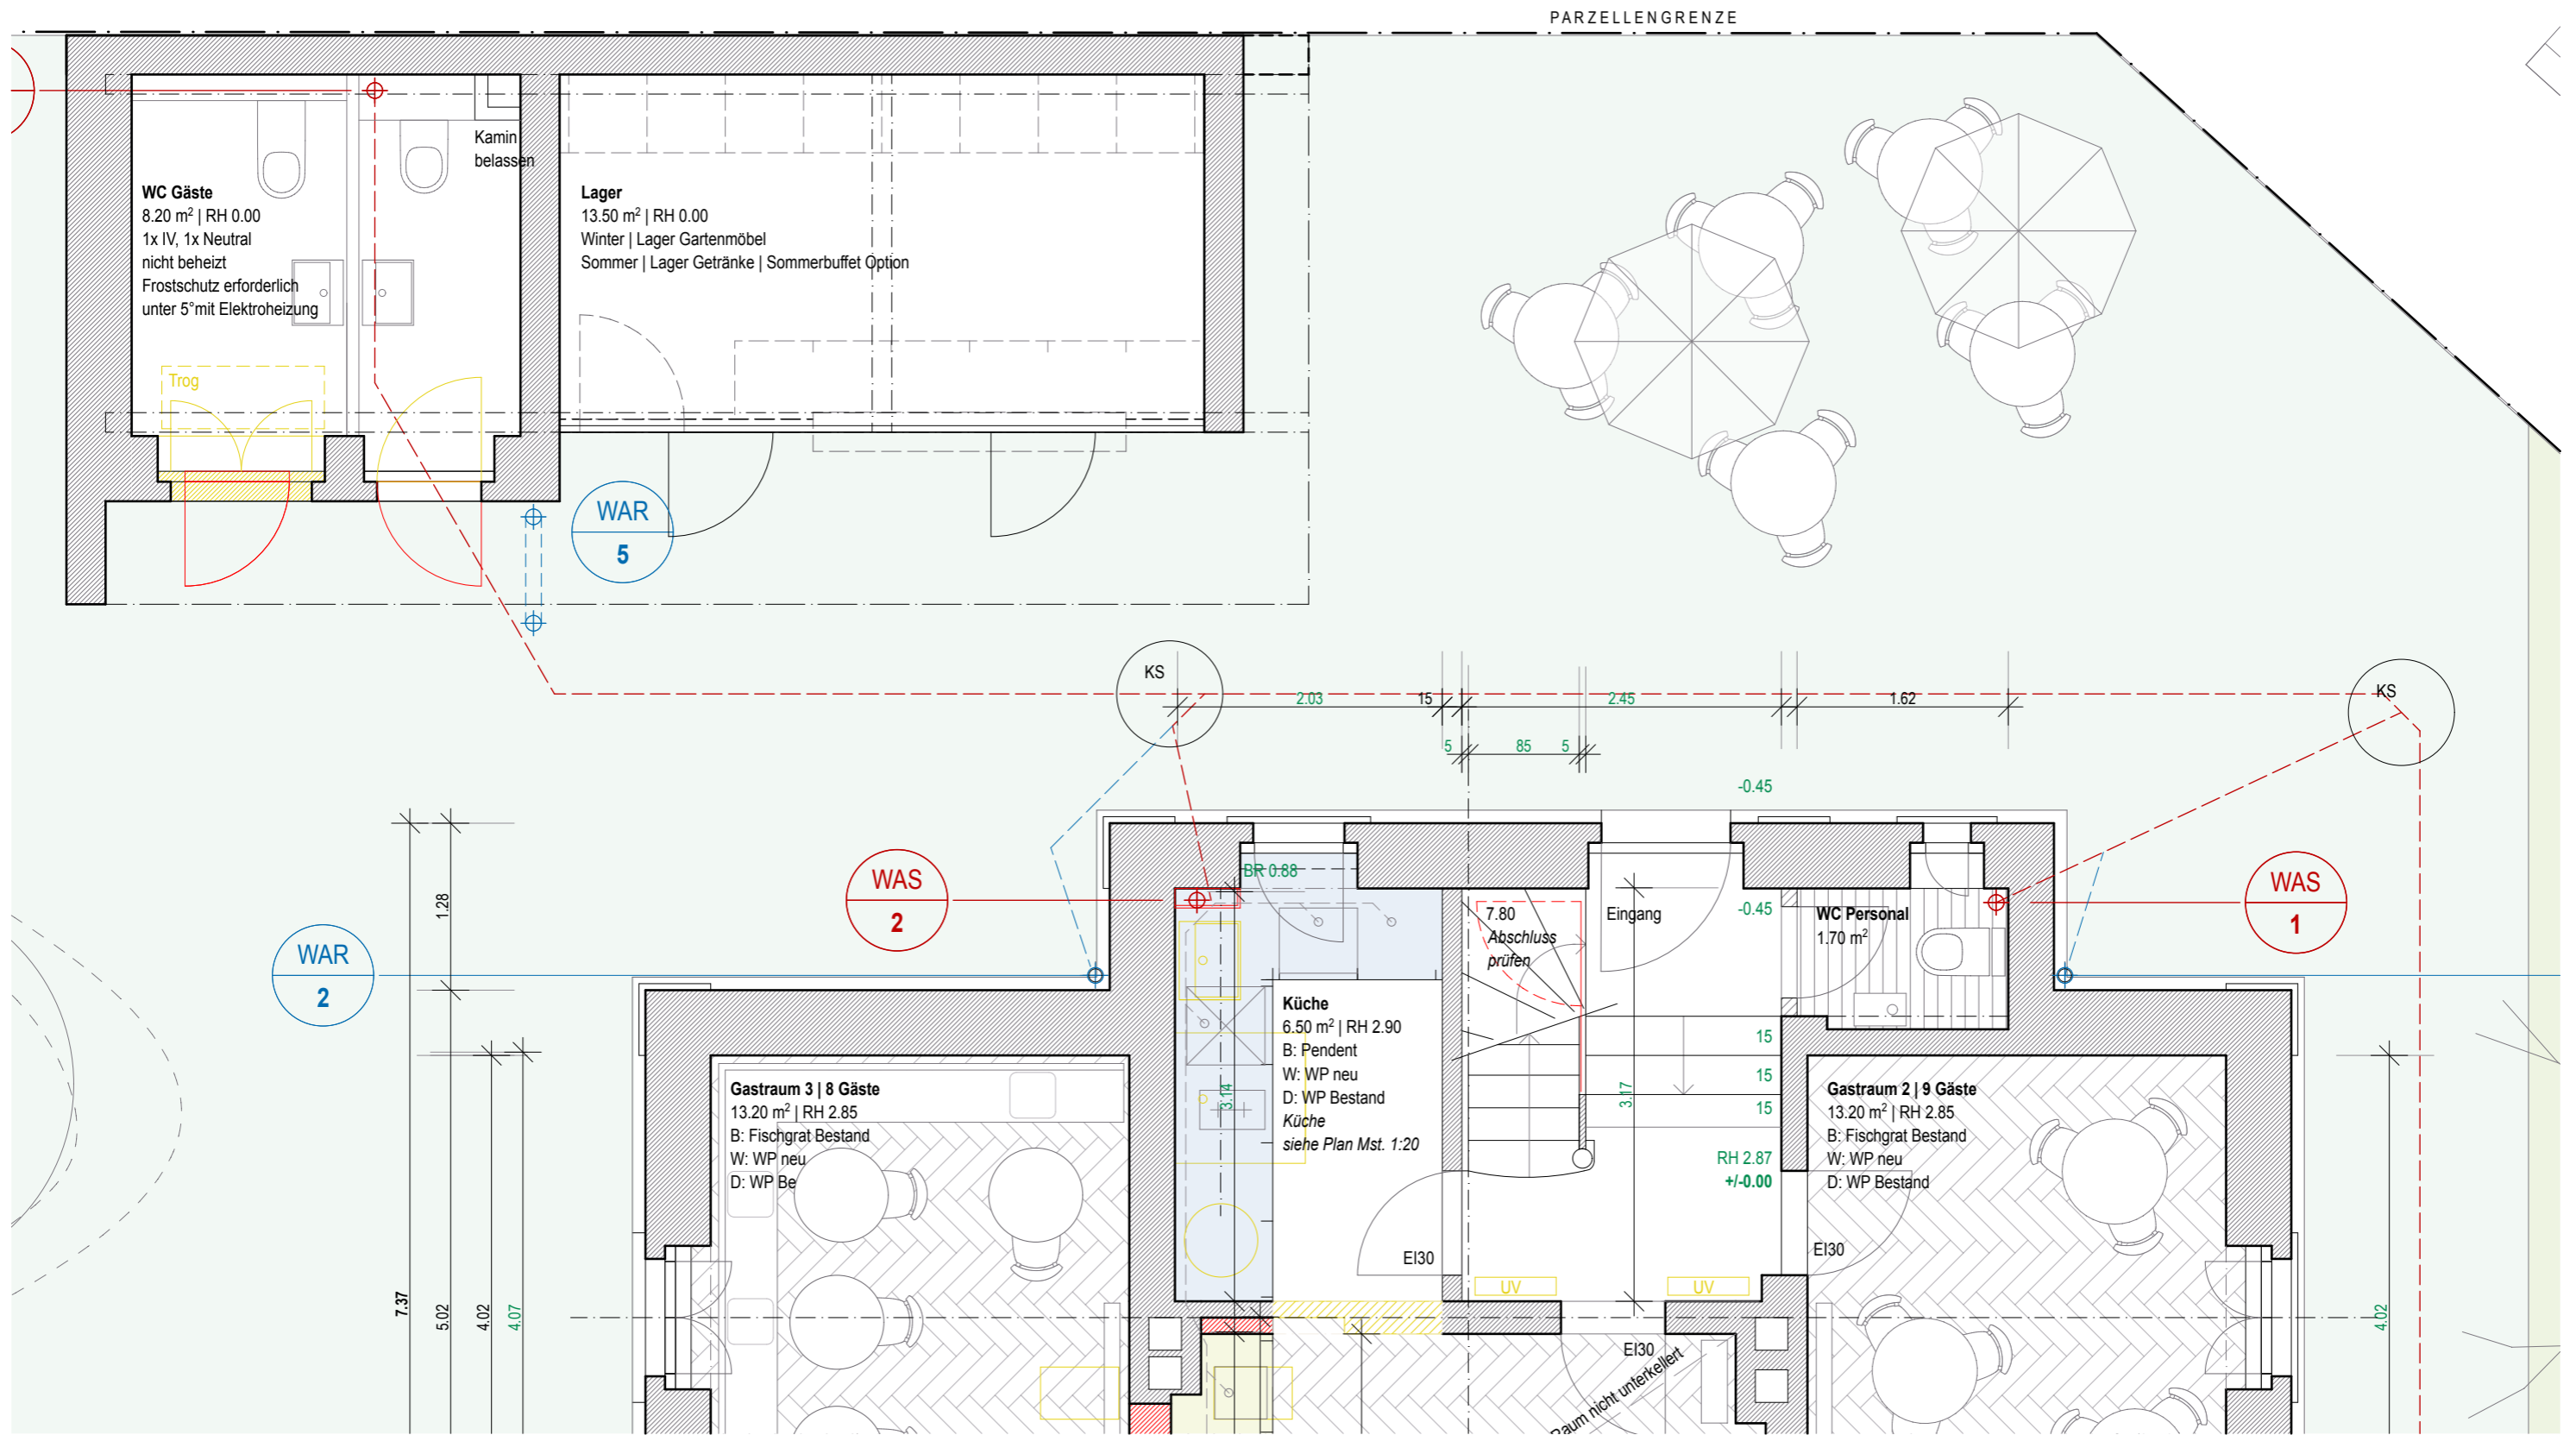 PARZELLENGRENZE
Kamin
belassen
WC Gäste
8.20 m² | RH 0.00
1x IV, 1x Neutral
nicht beheizt
Frostschutz erforderlich
unter 5°mit Elektroheizung
Trog
Lager
13.50 m² | RH 0.00
Winter | Lager Gartenmöbel
Sommer | Lager Getränke | Sommerbuffet Option
WAR
5
KS
KS
2.03
15
2.45
1.62
5
85
5
-0.45
1.28
WAS
2
WAR
2
BR 0.88
7.80
Abschluss
prüfen
Eingang
-0.45
WC Personal
1.70 m²
WAS
1
Küche
6.50 m² | RH 2.90
B: Pendent
W: WP neu
D: WP Bestand
Küche
siehe Plan Mst. 1:20
3.14
3.17
15
15
15
RH 2.87
+/-0.00
Gastraum 3 | 8 Gäste
13.20 m² | RH 2.85
B: Fischgrat Bestand
W: WP neu
D: WP Be
Gastraum 2 | 9 Gäste
13.20 m² | RH 2.85
B: Fischgrat Bestand
W: WP neu
D: WP Bestand
EI30
EI30
UV
UV
7.37
5.02
4.02
4.07
4.02
EI30
Raum nicht unterkellert